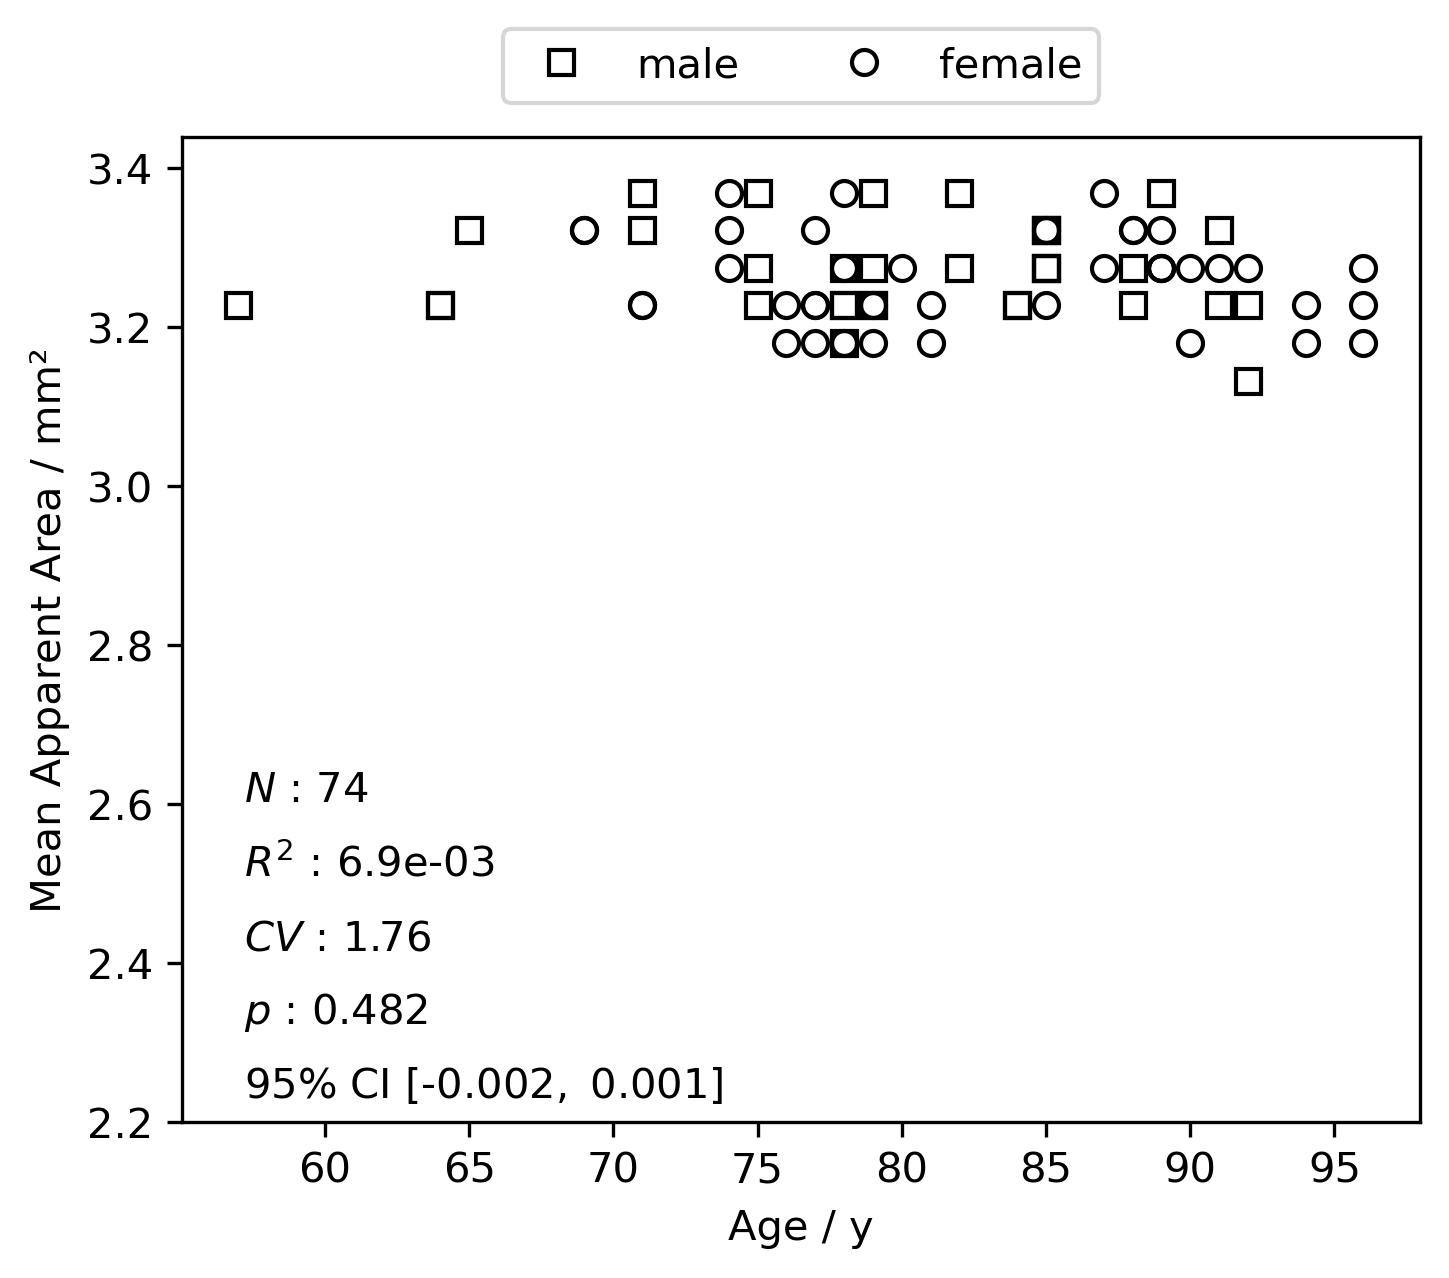 male female
3.4
3.2
3.0
2.8
2.6
2.4
2.2
Mean Apparent Area / mm²
N : 74
R² : 6.9e-03
CV : 1.76
p : 0.482
95% CI [-0.002, 0.001]
60 65 70 75 80 85 90 95
Age / y